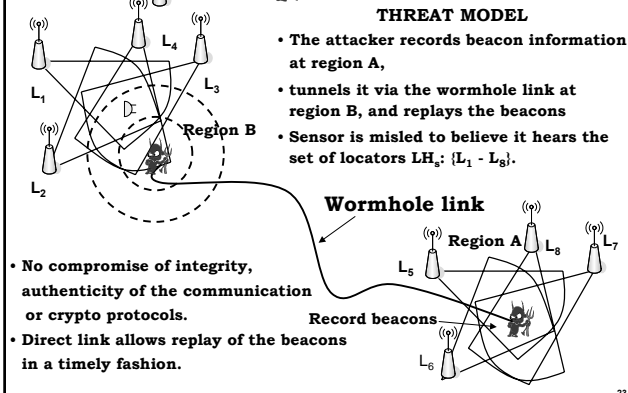 THREAT MODEL
• The attacker records beacon information
at region A,
• tunnels it via the wormhole link at
region B, and replays the beacons
• Sensor is misled to believe it hears the
set of locators LHs: {L1 - L8}.
L4
L1
L3
Region B
L2
Wormhole link
Region A
L8
L7
L5
Record beacons
L6
• No compromise of integrity,
authenticity of the communication
or crypto protocols.
• Direct link allows replay of the beacons
in a timely fashion.
23